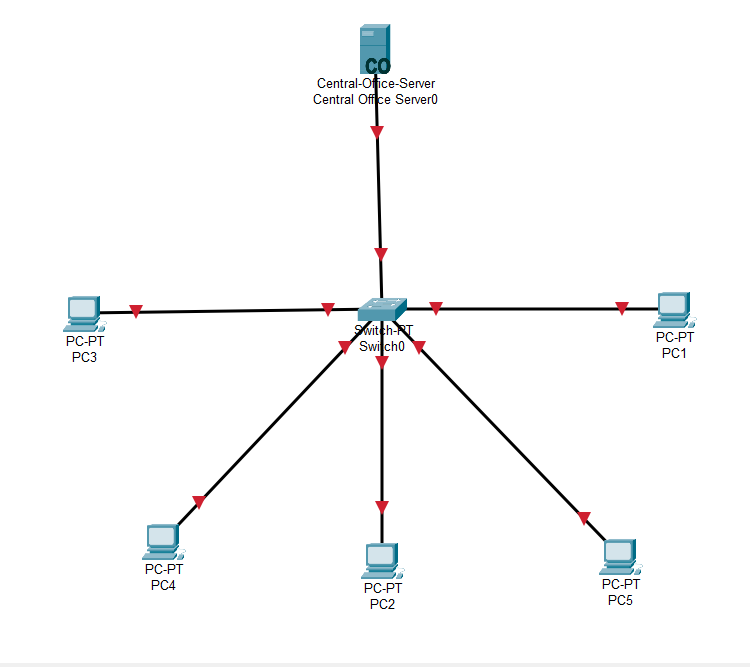 CO
Central-Office-Server
Central Office Server0
PC-PT
PC3
Switch-PT
Switch0
PC-PT
PC1
PC-PT
PC4
PC-PT
PC2
PC-PT
PC5